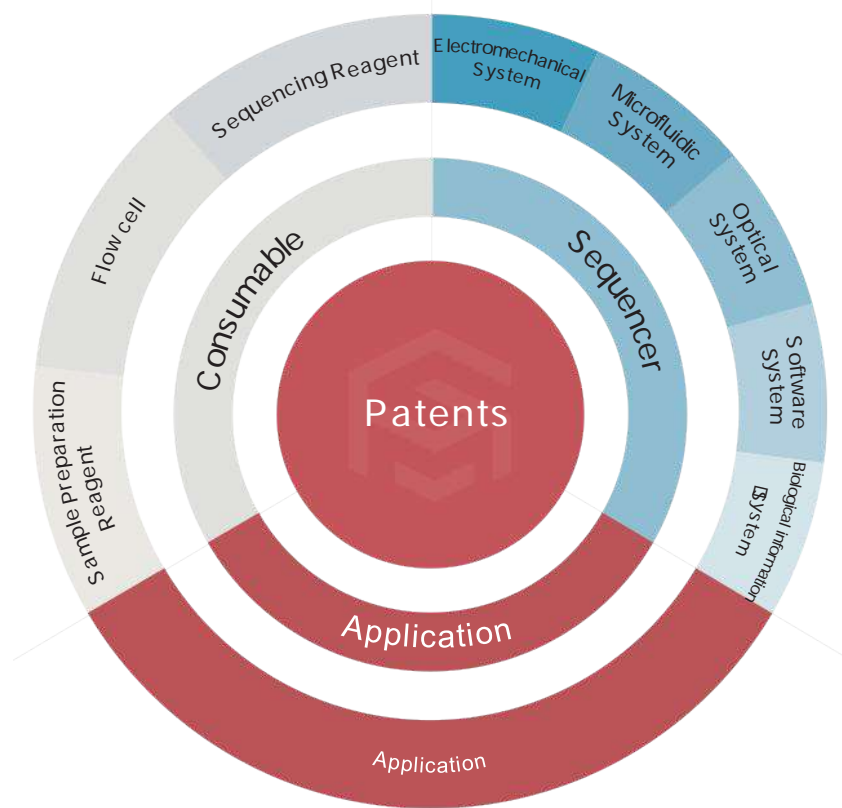 Patents
Consumable
Sequencer
Application
Sequencing Reagent
Flow cell
Sample Preparation
Reagent
Electromechanical
System
Microfluidic
System
Optical
System
Software
System
Biological information
System
Application